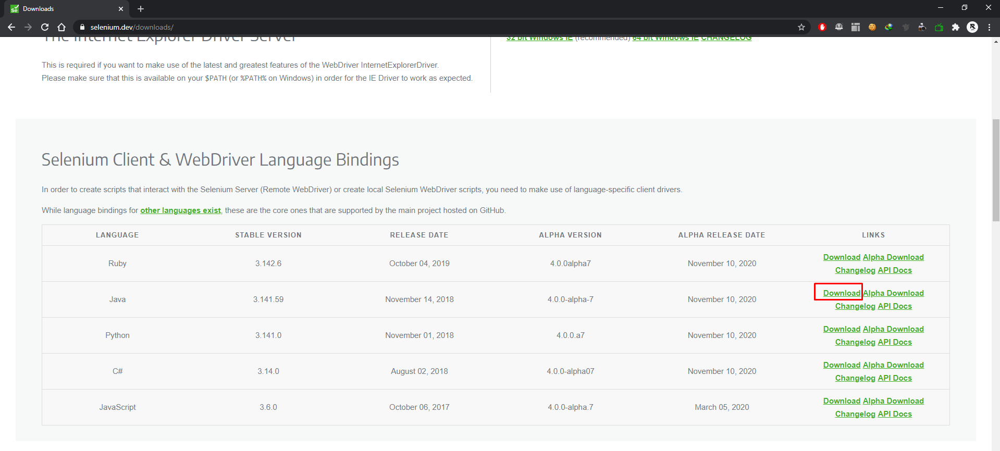 Downloads
selenium.dev/downloads/
The Internet Explorer Driver Server
32 bit Windows IE (recommended) 64 bit Windows IE CHANGELOG
This is required if you want to make use of the latest and greatest features of the WebDriver InternetExplorerDriver.
Please make sure that this is available on your $PATH (or %PATH% on Windows) in order for the IE Driver to work as expected.
Selenium Client & WebDriver Language Bindings
In order to create scripts that interact with the Selenium Server (Remote WebDriver) or create local Selenium WebDriver scripts, you need to make use of language-specific client drivers.
While language bindings for other languages exist, these are the core ones that are supported by the main project hosted on GitHub.
LANGUAGE STABLE VERSION RELEASE DATE ALPHA VERSION ALPHA RELEASE DATE LINKS
Ruby 3.142.6 October 04, 2019 4.0.0alpha7 November 10, 2020 Download Alpha Download
Changelog API Docs
Java 3.141.59 November 14, 2018 4.0.0-alpha-7 November 10, 2020 Download Alpha Download
Changelog API Docs
Python 3.141.0 November 01, 2018 4.0.0.a7 November 10, 2020 Download Alpha Download
Changelog API Docs
C# 3.14.0 August 02, 2018 4.0.0-alpha07 November 10, 2020 Download Alpha Download
Changelog API Docs
JavaScript 3.6.0 October 06, 2017 4.0.0-alpha.7 March 05, 2020 Download Alpha Download
Changelog API Docs